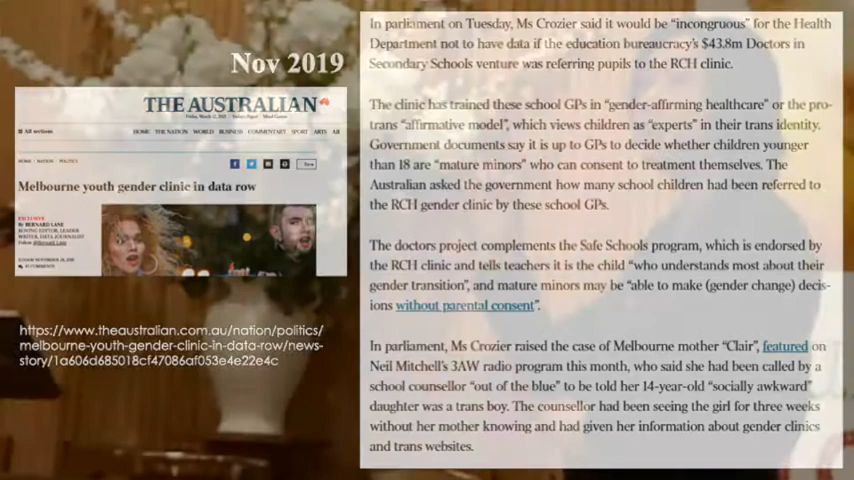 Nov 2019
THE AUSTRALIAN
All sections
HOME THE NATION WORLD BUSINESS COMMENTARY SPORT ARTS All
HOME NATION POLITICS
Melbourne youth gender clinic in data row
EXCLUSIVE
By BERNARD LANE
https://www.theaustralian.com.au/nation/politics/
melbourne-youth-gender-clinic-in-data-row/news-
story/1a606d685018cf47086af053e4e22e4c
In parliament on Tuesday, Ms Crozier said it would be “incongruous” for the Health
Department not to have data if the education bureaucracy’s $43.8m Doctors in
Secondary Schools venture was referring pupils to the RCH clinic.
The clinic has trained these school GPs in “gender-affirming healthcare” or the pro-
trans “affirmative model”, which views children as “experts” in their trans identity.
Government documents say it is up to GPs to decide whether children younger
than 18 are “mature minors” who can consent to treatment themselves. The
Australian asked the government how many school children had been referred to
the RCH gender clinic by these school GPs.
The doctors project complements the Safe Schools program, which is endorsed by
the RCH clinic and tells teachers it is the child “who understands most about their
gender transition”, and mature minors may be “able to make (gender change) decis-
ions without parental consent”.
In parliament, Ms Crozier raised the case of Melbourne mother “Clair”, featured on
Neil Mitchell’s 3AW radio program this month, who said she had been called by a
school counsellor “out of the blue” to be told her 14-year-old “socially awkward”
daughter was a trans boy. The counsellor had been seeing the girl for three weeks
without her mother knowing and had given her information about gender clinics
and trans websites.